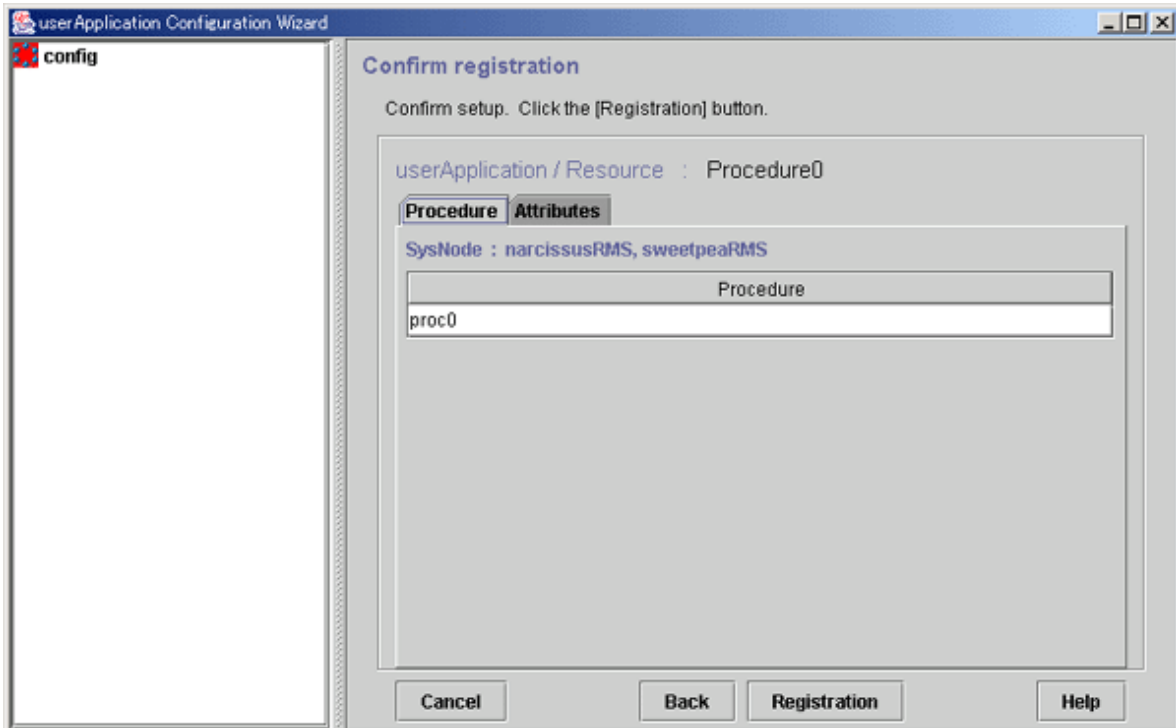 userApplication Configuration Wizard
config
Confirm registration
Confirm setup. Click the [Registration] button.
userApplication / Resource : Procedure0
Procedure Attributes
SysNode : narcissusRMS, sweetpeaRMS
Procedure
proc0
Cancel Back Registration Help